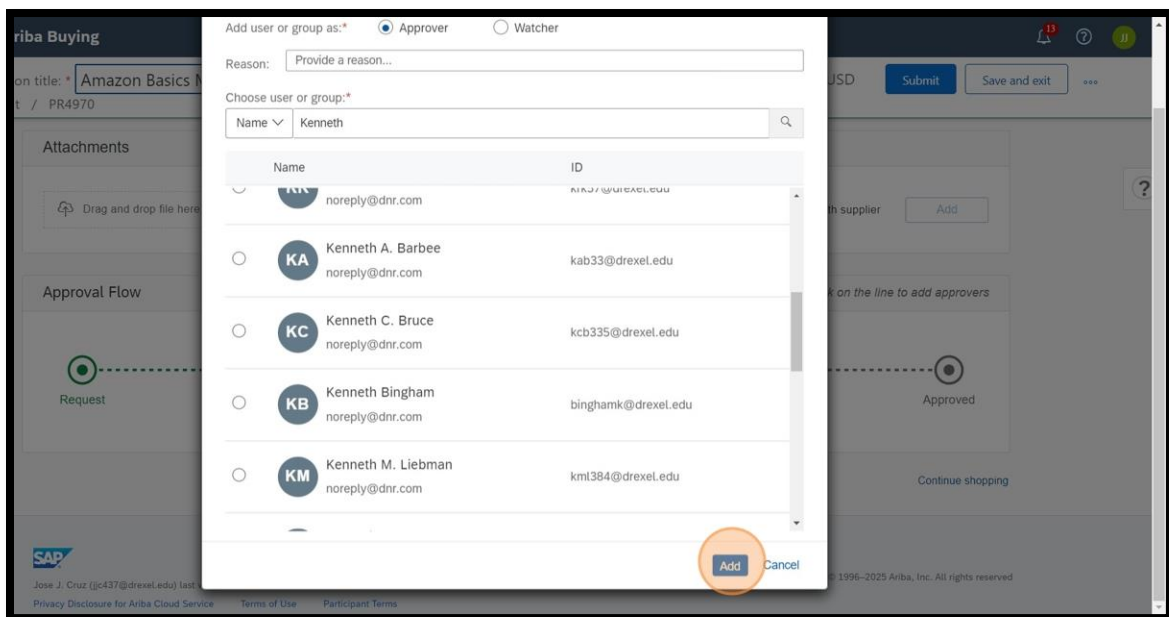 riba Buying
13
JJ
on title: * Amazon Basics
USD
Submit
Save and exit
t / PR4970
Add user or group as:*
Approver
Watcher
Reason:
Provide a reason...
Choose user or group:*
Name
Kenneth
Name
ID
noreply@dnr.com
Kenneth A. Barbee
KA
noreply@dnr.com
kab33@drexel.edu
Kenneth C. Bruce
KC
noreply@dnr.com
kcb335@drexel.edu
Kenneth Bingham
KB
noreply@dnr.com
binghamk@drexel.edu
Kenneth M. Liebman
KM
noreply@dnr.com
kml384@drexel.edu
Add
Cancel
Attachments
Drag and drop file here
th supplier
Add
?
Approval Flow
k on the line to add approvers
Request
Approved
Continue shopping
SAP
Jose J. Cruz (jjc437@drexel.edu) last
© 1996–2025 Ariba, Inc. All rights reserved
Privacy Disclosure for Ariba Cloud Service
Terms of Use
Participant Terms